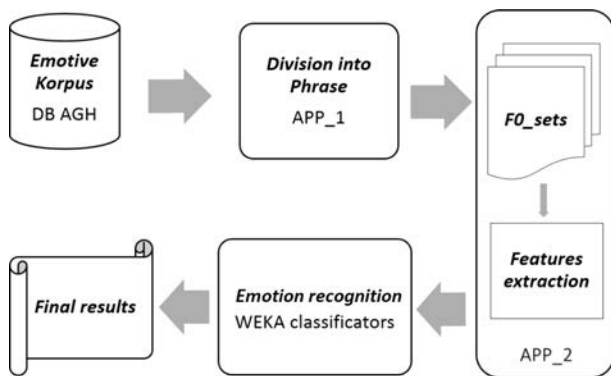 Emotive
Korpus
DB AGH
Division into
Phrase
APP_1
F0_sets
Features
extraction
APP_2
Emotion recognition
WEKA classificators
Final results